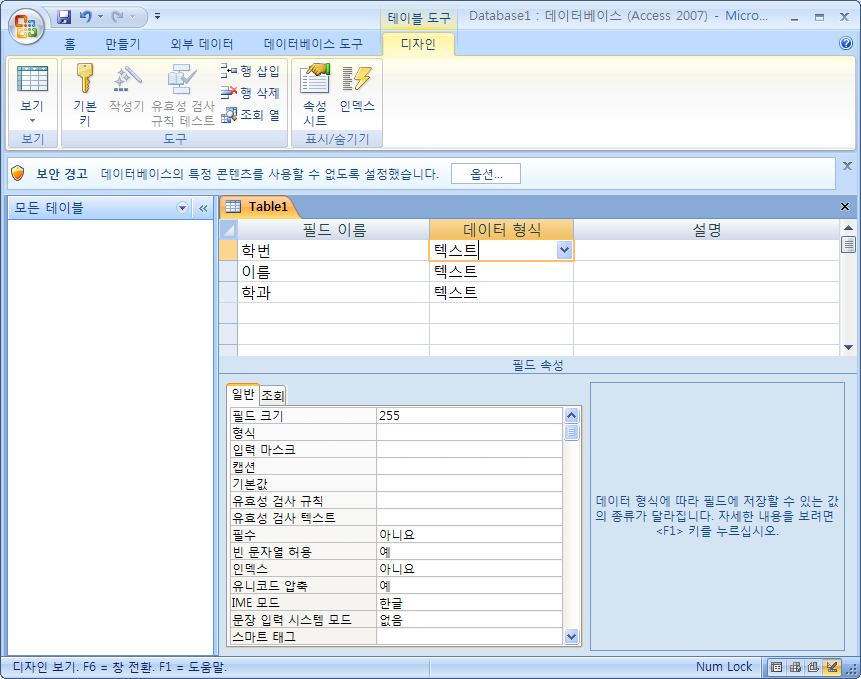 테이블 도구
Database1 : 데이터베이스 (Access 2007) - Micro...
홈 만들기 외부 데이터 데이터베이스 도구 디자인
보기
기본 키
작성기
유효성 검사 규칙 테스트
행 삽입
행 삭제
조회 열
속성 시트
인덱스
보기 도구 표시/숨기기
보안 경고 데이터베이스의 특정 콘텐츠를 사용할 수 없도록 설정했습니다. 옵션...
모든 테이블 «
Table1
필드 이름 데이터 형식 설명
학번 텍스트
이름 텍스트
학과 텍스트
필드 속성
일반 조회
필드 크기 255
형식
입력 마스크
캡션
기본값
유효성 검사 규칙
유효성 검사 텍스트
필수 아니요
빈 문자열 허용 예
인덱스 아니요
유니코드 압축 예
IME 모드 한글
문장 입력 시스템 모드 없음
스마트 태그
데이터 형식에 따라 필드에 저장할 수 있는 값
의 종류가 달라집니다. 자세한 내용을 보려면
<F1> 키를 누르십시오.
디자인 보기. F6 = 창 전환. F1 = 도움말. Num Lock